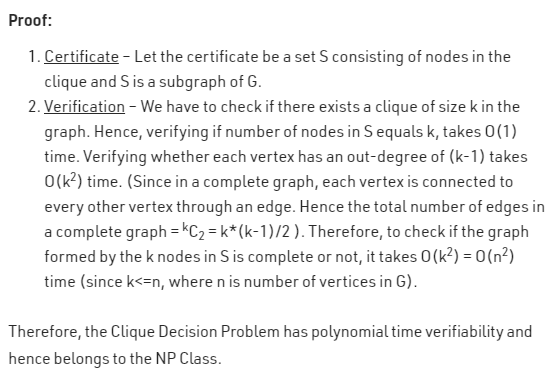 Proof:
1. Certificate – Let the certificate be a set S consisting of nodes in the
clique and S is a subgraph of G.
2. Verification – We have to check if there exists a clique of size k in the
graph. Hence, verifying if number of nodes in S equals k, takes O(1)
time. Verifying whether each vertex has an out-degree of (k-1) takes
O(k²) time. (Since in a complete graph, each vertex is connected to
every other vertex through an edge. Hence the total number of edges in
a complete graph = ᵏC₂ = k*(k-1)/2 ). Therefore, to check if the graph
formed by the k nodes in S is complete or not, it takes O(k²) = O(n²)
time (since k<=n, where n is number of vertices in G).
Therefore, the Clique Decision Problem has polynomial time verifiability and
hence belongs to the NP Class.